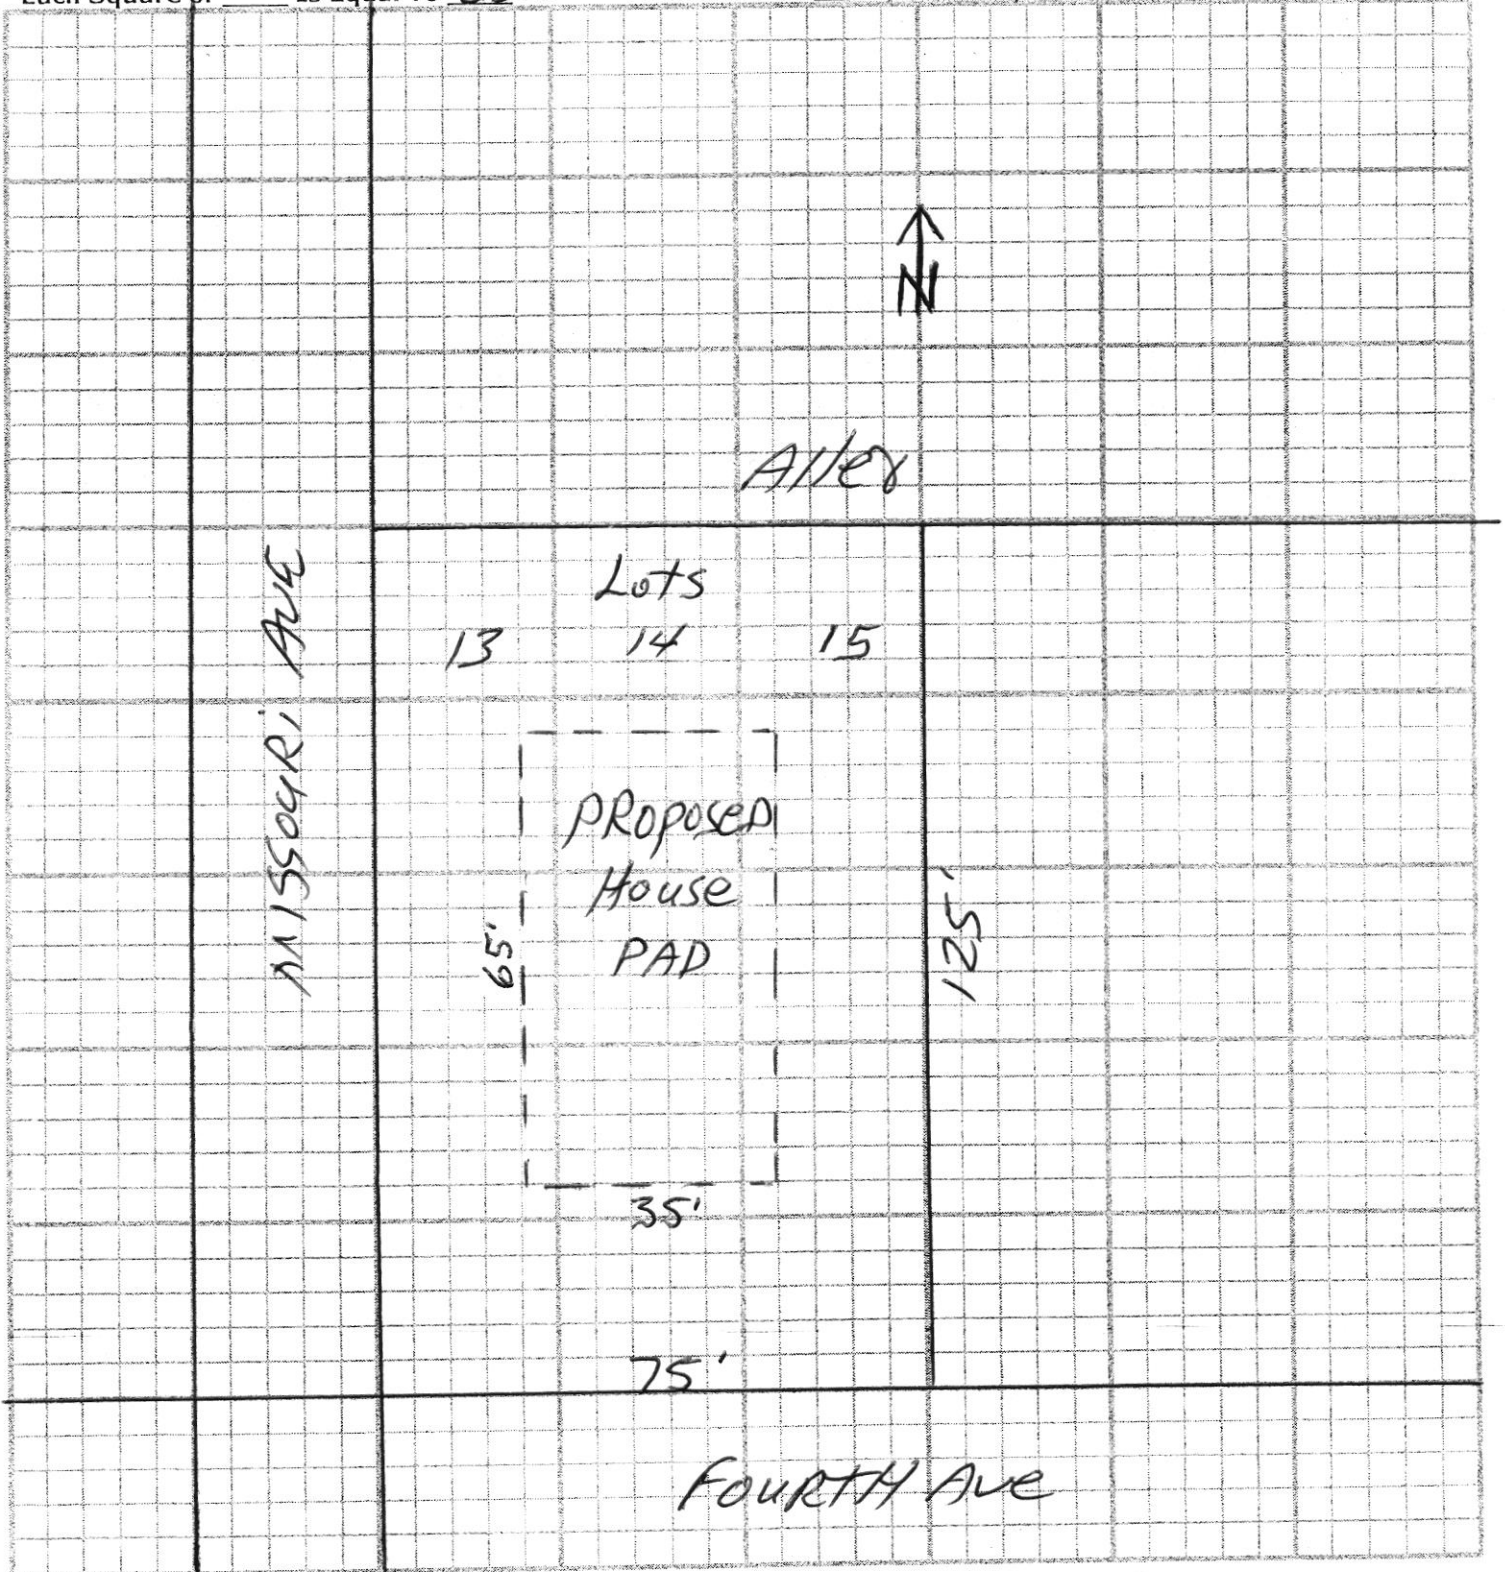 N
Alley
Lots
13 14 15
MISSOURI AVE
PROPOSED
House
PAD
65'
125'
35'
75'
FOURTH Ave